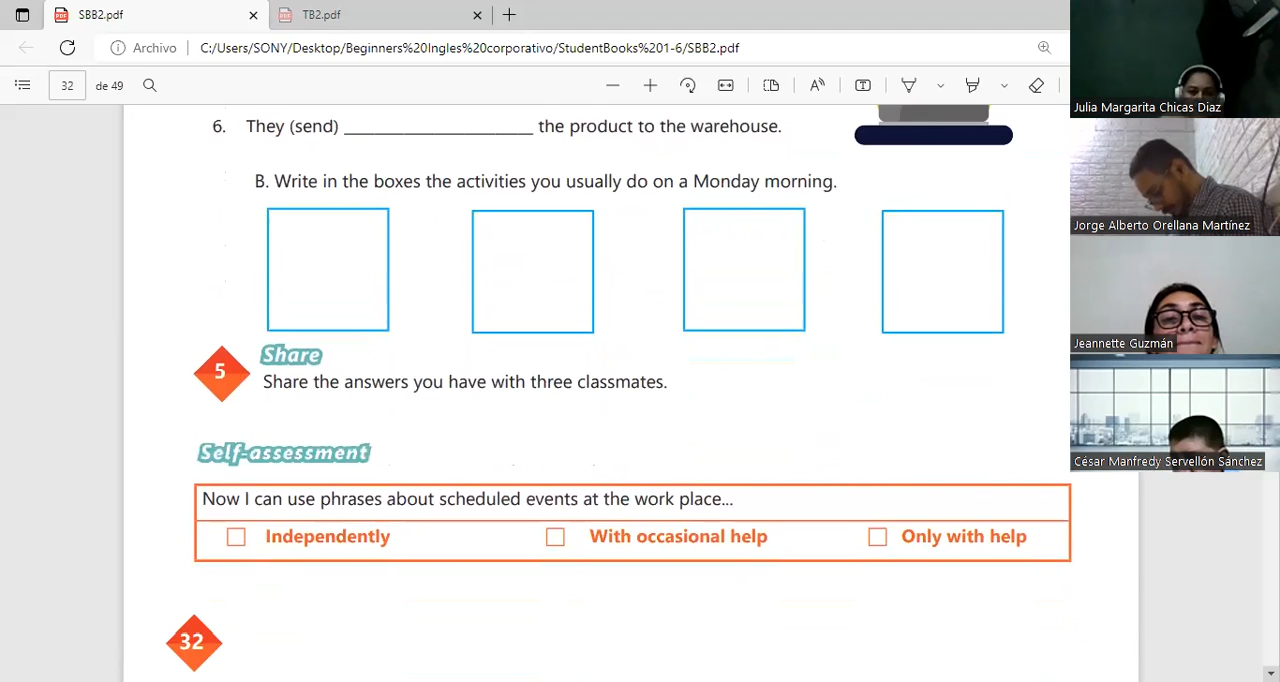 SBB2.pdf
TB2.pdf
Archivo
C:/Users/SONY/Desktop/Beginners%20Ingles%20corporativo/StudentBooks%201-6/SBB2.pdf
32
de 49
6. They (send) ____________________ the product to the warehouse.
B. Write in the boxes the activities you usually do on a Monday morning.
5
Share
Share the answers you have with three classmates.
Self-assessment
Now I can use phrases about scheduled events at the work place...
Independently
With occasional help
Only with help
32
Julia Margarita Chicas Diaz
Jorge Alberto Orellana Martínez
Jeannette Guzmán
César Manfredy Servellón Sánchez